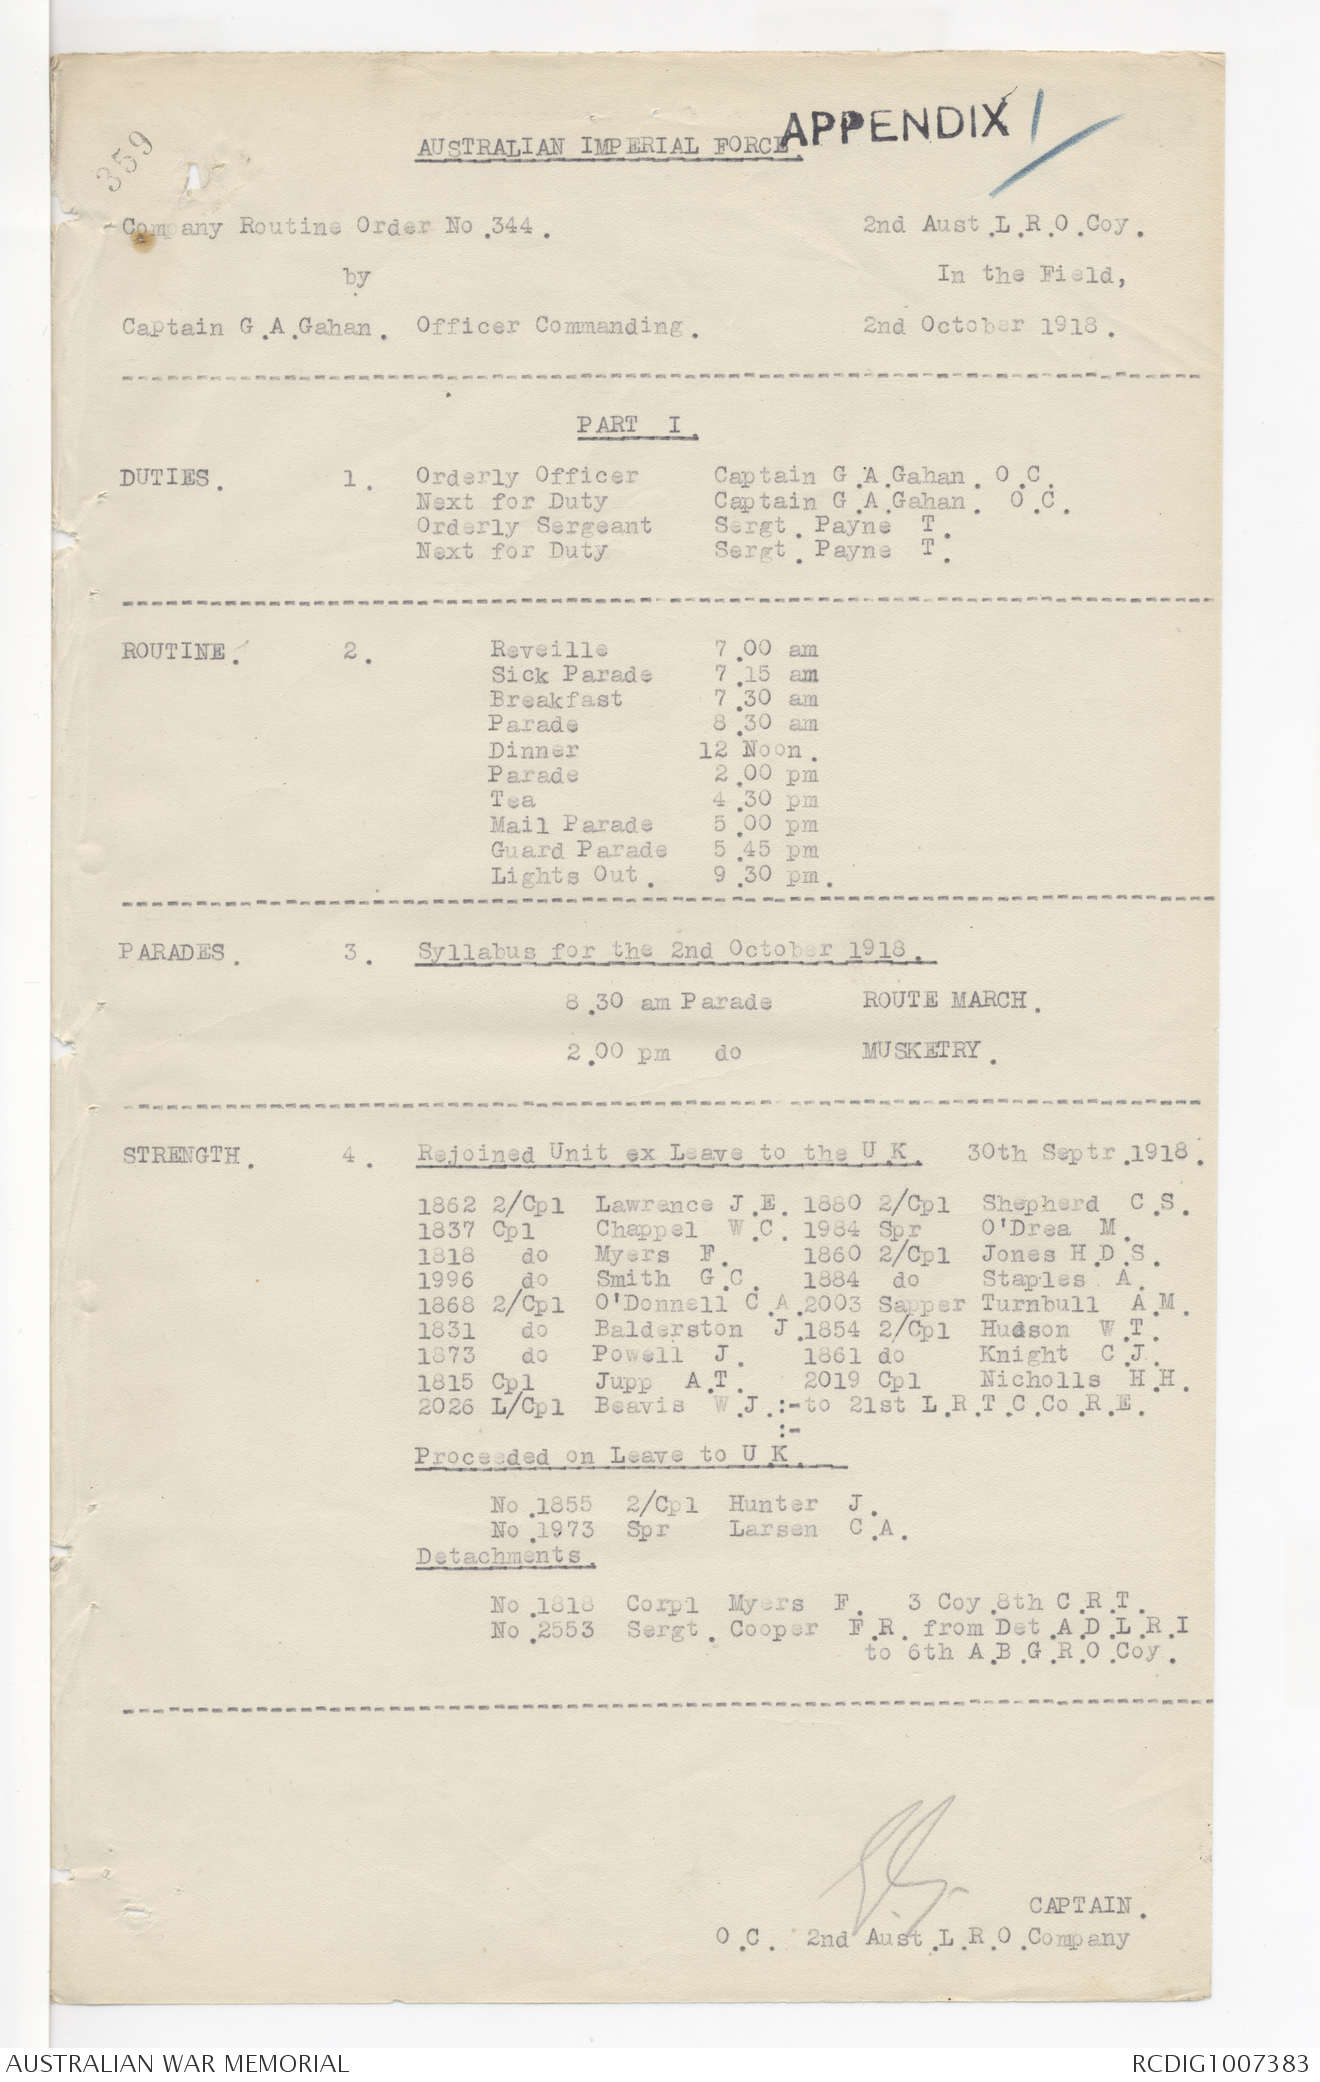 359
APPENDIX 1
AUSTRALIAN IMPERIAL FORCE.
Company Routine Order No.344. 2nd Aust.L.R.O.Coy.
by In the Field,
Captain G.A.Gahan. Officer Commanding. 2nd October 1918.
PART I.
DUTIES. 1. Orderly Officer Captain G.A.Gahan. O.C.
Next for Duty Captain G.A.Gahan. O.C.
Orderly Sergeant Sergt. Payne T.
Next for Duty Sergt. Payne T.
ROUTINE. 2. Reveille 7.00 am
Sick Parade 7.15 am
Breakfast 7.30 am
Parade 8.30 am
Dinner 12 Noon.
Parade 2.00 pm
Tea 4.30 pm
Mail Parade 5.00 pm
Guard Parade 5.45 pm
Lights Out. 9.30 pm.
PARADES. 3. Syllabus for the 2nd October 1918.
8.30 am Parade ROUTE MARCH.
2.00 pm do MUSKETRY.
STRENGTH. 4. Rejoined Unit ex Leave to the U.K. 30th Septr.1918.
1862 2/Cpl Lawrence J.E. 1880 2/Cpl Shepherd C.S.
1837 Cpl Chappel W.C. 1984 Spr O'Drea M.
1818 do Myers F. 1860 2/Cpl Jones H.D.S.
1996 do Smith G.C. 1884 do Staples A.
1868 2/Cpl O'Donnell C.A. 2003 Sapper Turnbull A.M.
1831 do Balderston J. 1854 2/Cpl Hudson W.T.
1873 do Powell J. 1861 do Knight C.J.
1815 Cpl Jupp A.T. 2019 Cpl Nicholls H.H.
2026 L/Cpl Beavis W.J.:-to 21st L.R.T.C.Co.R.E.
:-
Proceeded on Leave to U.K.
No.1855 2/Cpl Hunter J.
No.1973 Spr Larsen C.A.
Detachments.
No.1818 Corpl Myers F. 3 Coy.8th C.R.T.
No.2553 Sergt. Cooper F.R. from Det.A.D.L.R.I
to 6th A.B.G.R.O.Coy.
CAPTAIN.
O.C. 2nd Aust.L.R.O.Company
AUSTRALIAN WAR MEMORIAL RCDIG1007383